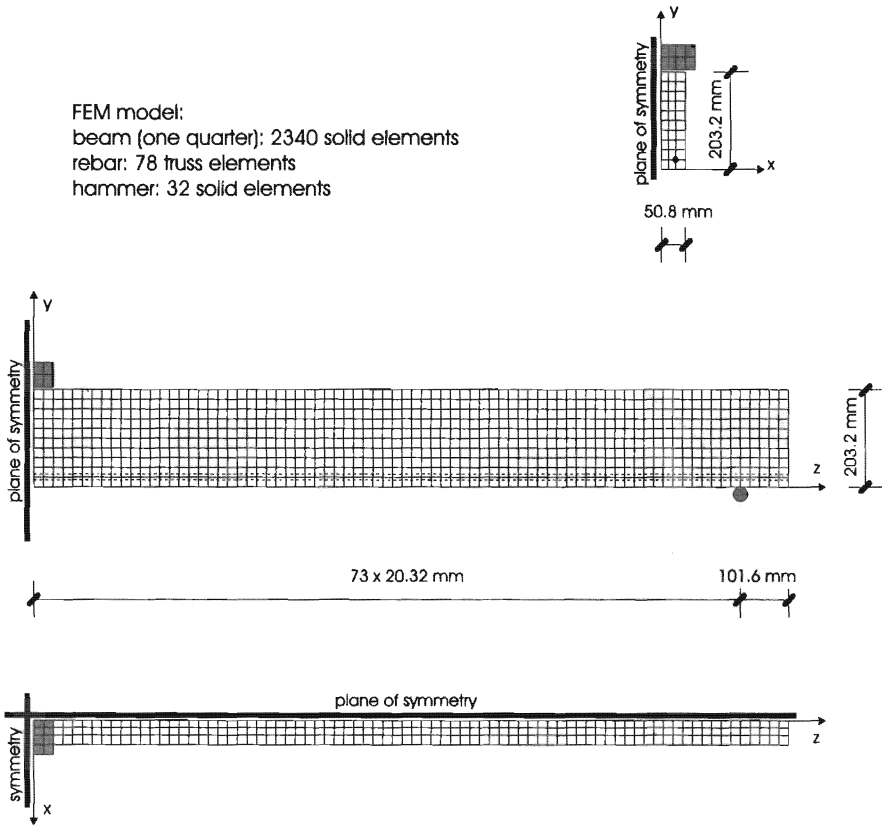 y
plane of symmetry
203.2 mm
x
50.8 mm
FEM model:
beam (one quarter): 2340 solid elements
rebar: 78 truss elements
hammer: 32 solid elements
y
plane of symmetry
203.2 mm
z
73 x 20.32 mm
101.6 mm
plane of symmetry
symmetry
z
x